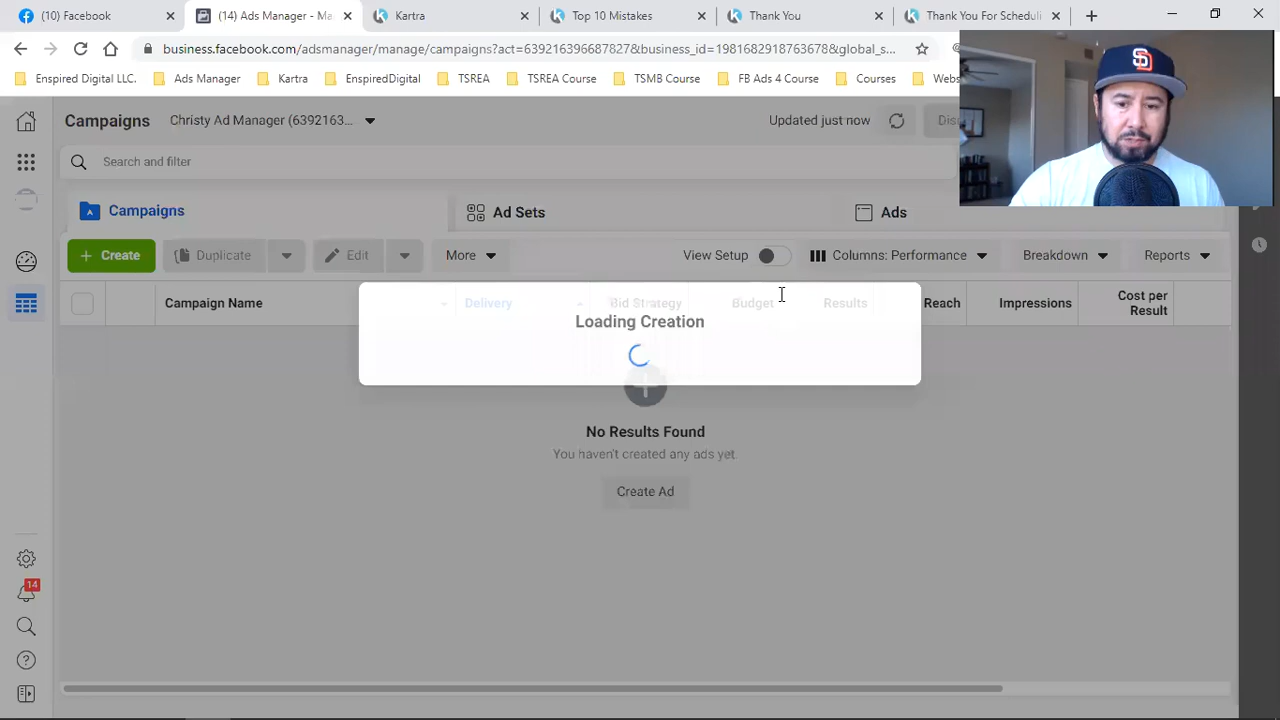 (10) Facebook
(14) Ads Manager - Ma
Kartra
Top 10 Mistakes
Thank You
Thank You For Scheduli
business.facebook.com/adsmanager/manage/campaigns?act=639216396687827&business_id=1981682918763678&global_s...
Enspired Digital LLC.
Ads Manager
Kartra
EnspiredDigital
TSREA
TSREA Course
TSMB Course
FB Ads 4 Course
Courses
Webs
Campaigns
Christy Ad Manager (6392163...
Updated just now
Dis
Search and filter
Campaigns
Ad Sets
Ads
+ Create
Duplicate
Edit
More
View Setup
Columns: Performance
Breakdown
Reports
Campaign Name
Delivery
Bid Strategy
Budget
Results
Reach
Impressions
Cost per
Result
Loading Creation
No Results Found
You haven't created any ads yet.
Create Ad
14